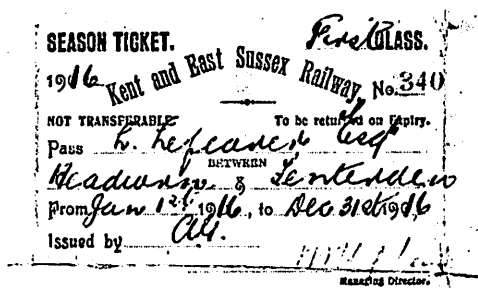 SEASON TICKET. First CLASS.
1916 Kent and East Sussex Railway. No. 340
NOT TRANSFERABLE. To be returned on Expiry.
Pass L. Esq
BETWEEN
Headcorn & Tenterden
From Jan 1st 1916, to Dec 31st 1916
Issued by
Managing Director.